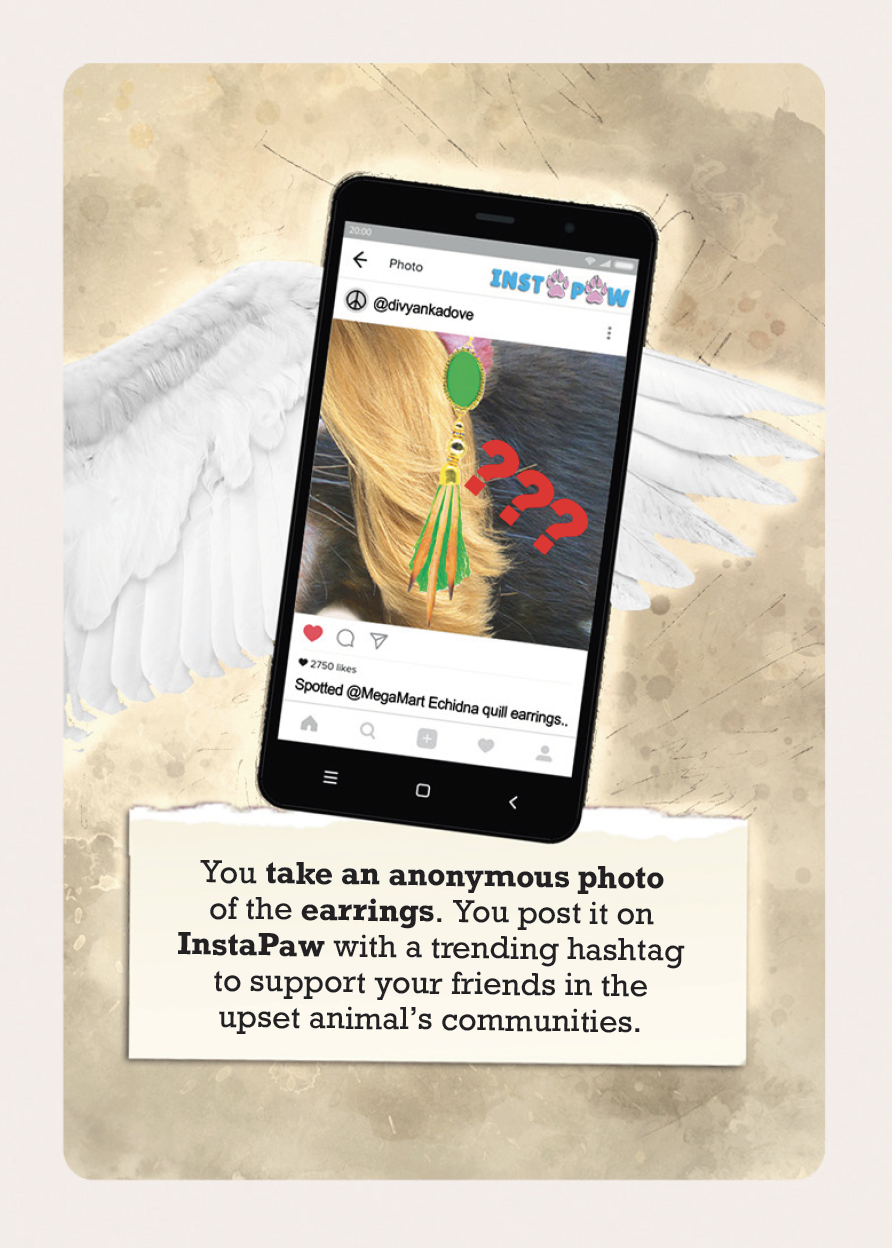 20:00
Photo
INSTAPAW
@divyankadove
???
2750 likes
Spotted @MegaMart Echidna quill earrings..
You take an anonymous photo
of the earrings. You post it on
InstaPaw with a trending hashtag
to support your friends in the
upset animal’s communities.